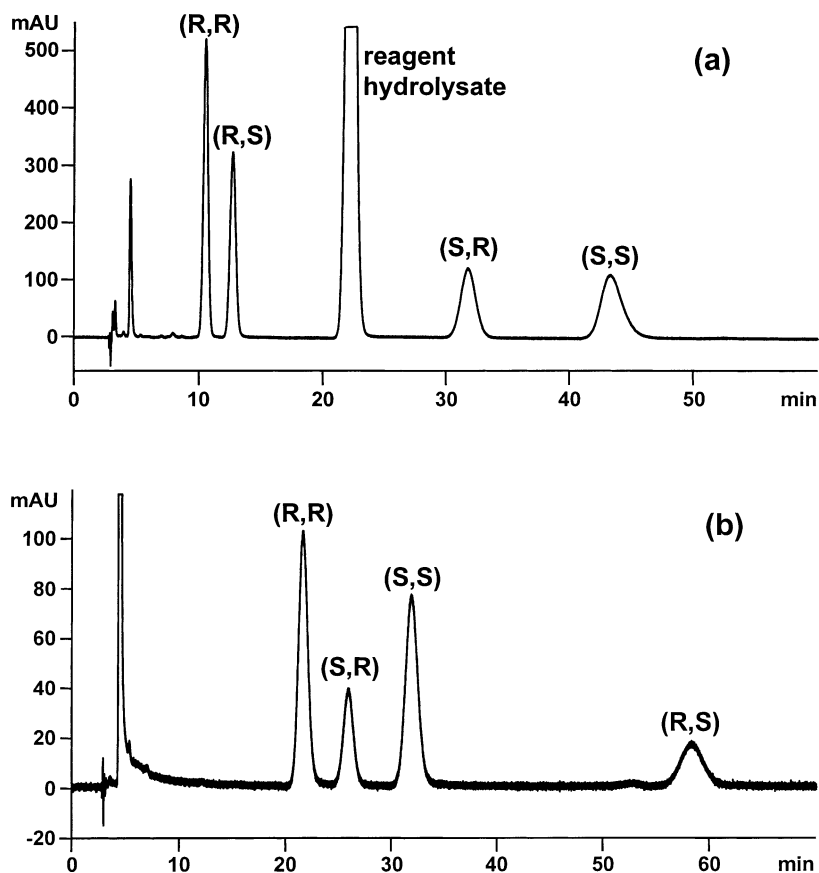 mAU
(R,R)
500
reagent
hydrolysate
(a)
400
(R,S)
300
200
(S,R)
(S,S)
100
0
0
10
20
30
40
50
min
mAU
(R,R)
(b)
100
(S,S)
80
60
(S,R)
40
(R,S)
20
0
-20
0
10
20
30
40
50
60
min